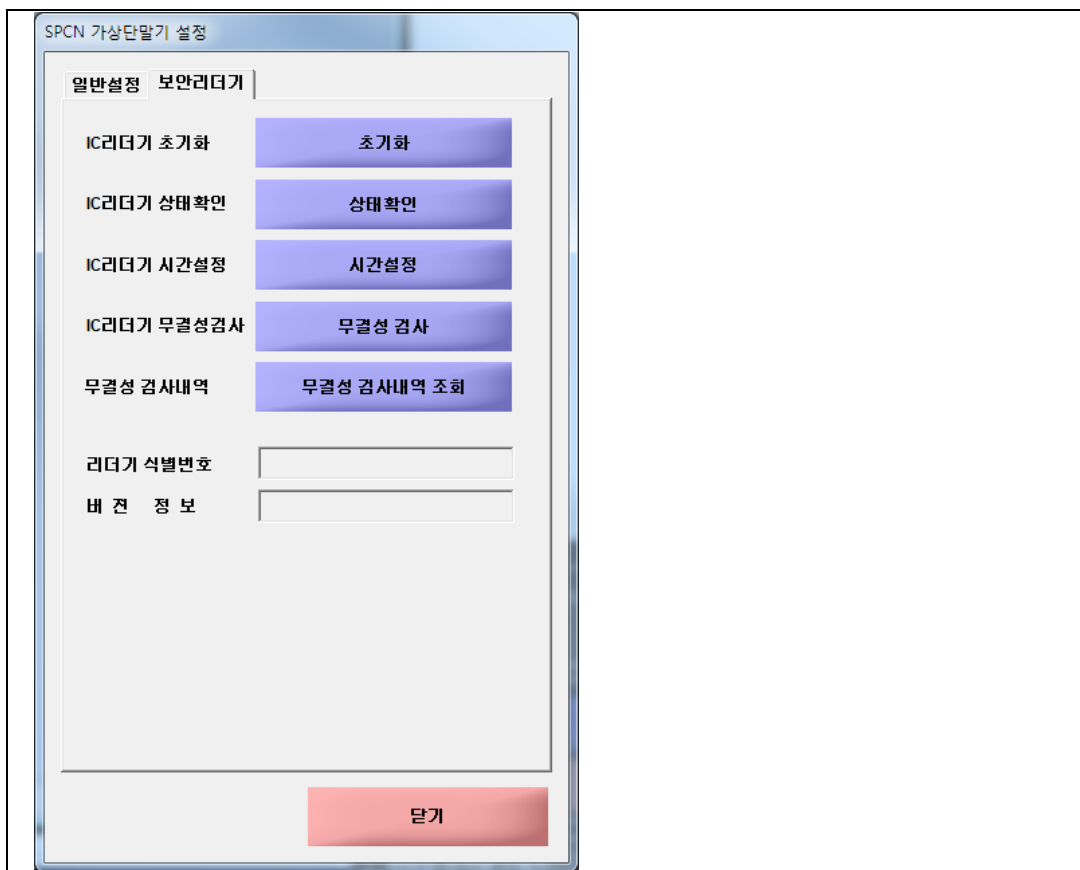 SPCN 가상단말기 설정
일반설정 보안리더기
IC리더기 초기화 초기화
IC리더기 상태확인 상태확인
IC리더기 시간설정 시간설정
IC리더기 무결성검사 무결성 검사
무결성 검사내역 무결성 검사내역 조회
리더기 식별번호
버 젼 정 보
닫기